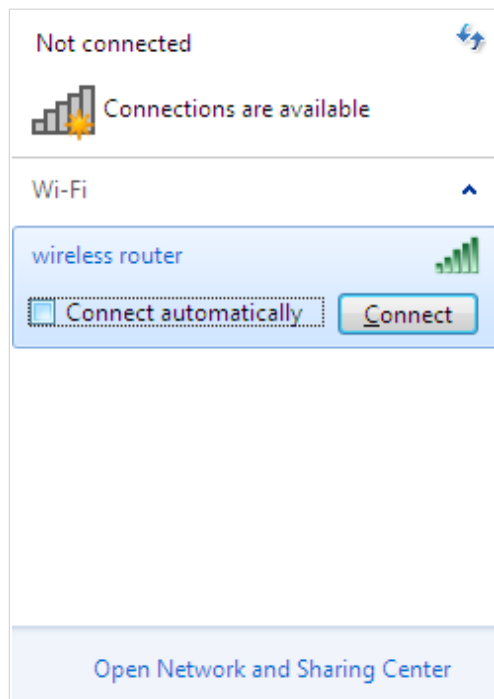 Not connected
Connections are available
Wi-Fi
wireless router
Connect automatically
Connect
Open Network and Sharing Center